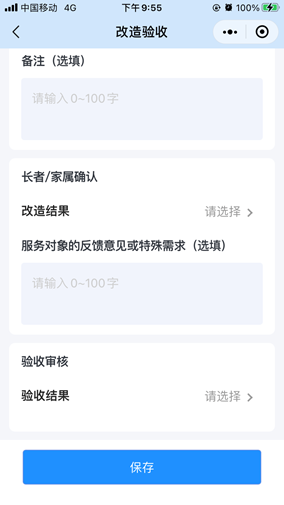 中国移动 4G 下午9:55 100%
改造验收
备注（选填）
请输入0~100字
长者/家属确认
改造结果 请选择
服务对象的反馈意见或特殊需求（选填）
请输入0~100字
验收审核
验收结果 请选择
保存